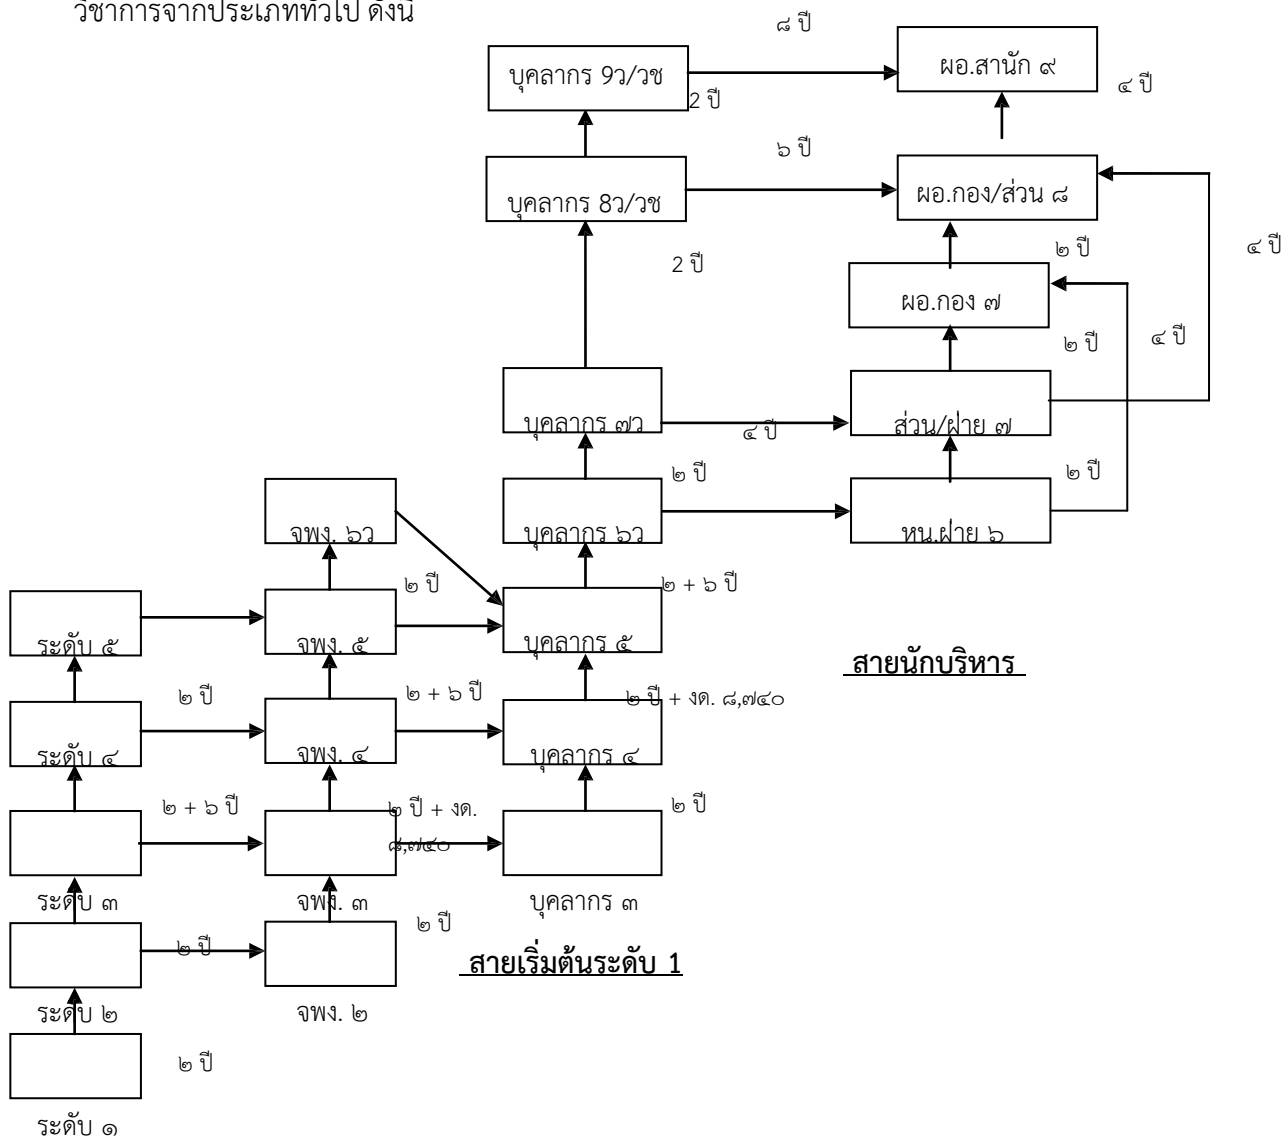 วิชาการจากประเภททั่วไป ดังนี้
๘ ปี
บุคลากร 9ว/วช
ผอ.สานัก ๙
๔ ปี
2 ปี
๖ ปี
บุคลากร 8ว/วช
ผอ.กอง/ส่วน ๘
๒ ปี
๔ ปี
2 ปี
ผอ.กอง ๗
๒ ปี
๔ ปี
บุคลากร ๗ว
๔ ปี
ส่วน/ฝ่าย ๗
๒ ปี
๒ ปี
จพง. ๖ว
บุคลากร ๖ว
หน.ฝ่าย ๖
๒ ปี
๒ + ๖ ปี
ระดับ ๕
จพง. ๕
บุคลากร ๕
สายนักบริหาร
๒ ปี
๒ + ๖ ปี
๒ ปี + งด. ๘,๗๔๐
ระดับ ๔
จพง. ๔
บุคลากร ๔
๒ + ๖ ปี
๒ ปี + งด.
๘,๗๔๐
๒ ปี
ระดับ ๓
จพง. ๓
บุคลากร ๓
๒ ปี
๒ ปี
สายเริ่มต้นระดับ 1
ระดับ ๒
จพง. ๒
๒ ปี
ระดับ ๑